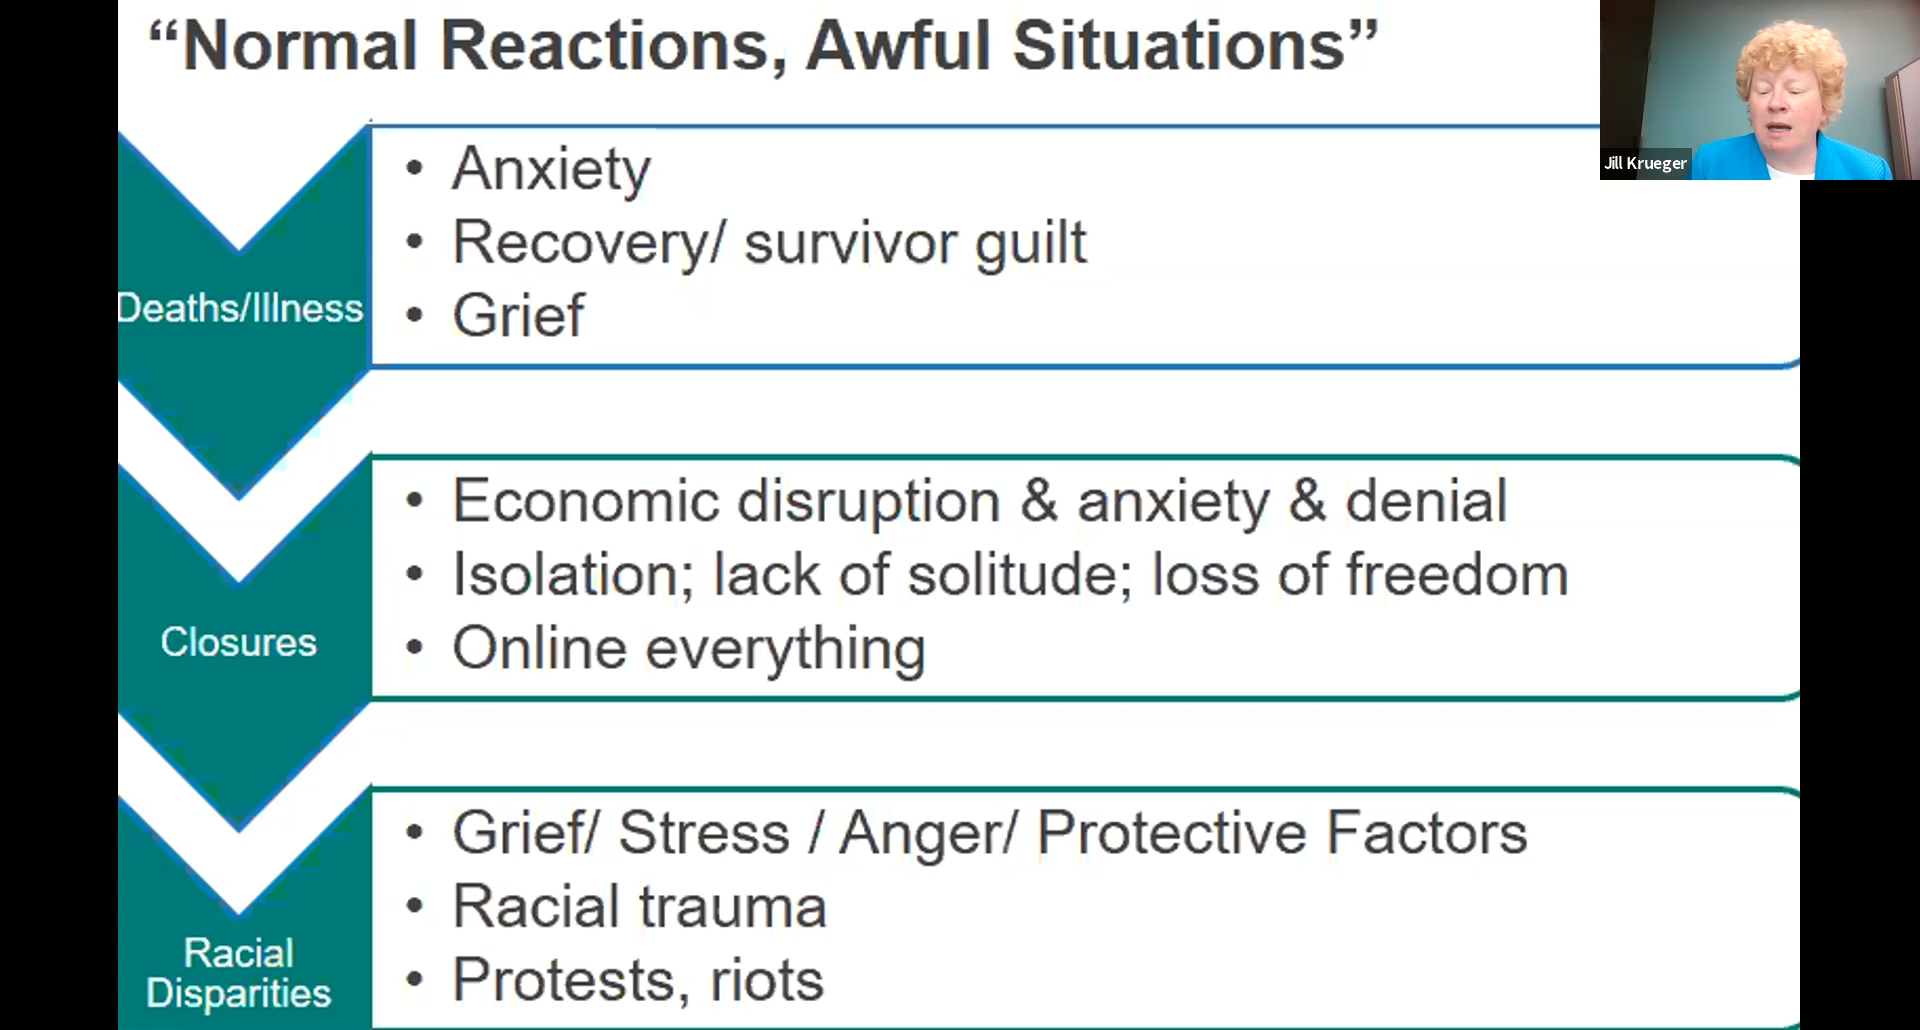 “Normal Reactions, Awful Situations”
Jill Krueger
Deaths/Illness
• Anxiety
• Recovery/ survivor guilt
• Grief
Closures
• Economic disruption & anxiety & denial
• Isolation; lack of solitude; loss of freedom
• Online everything
Racial
Disparities
• Grief/ Stress / Anger/ Protective Factors
• Racial trauma
• Protests, riots